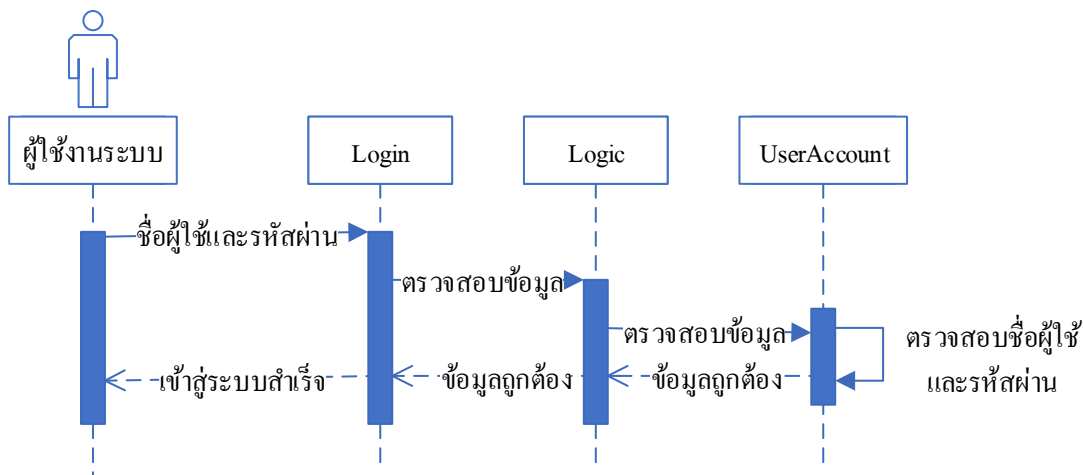 ผู้ใช้งานระบบ
Login
Logic
UserAccount
ชื่อผู้ใช้และรหัสผ่าน
ตรวจสอบข้อมูล
ตรวจสอบข้อมูล
ตรวจสอบชื่อผู้ใช้
และรหัสผ่าน
เข้าสู่ระบบสำเร็จ
ข้อมูลถูกต้อง
ข้อมูลถูกต้อง